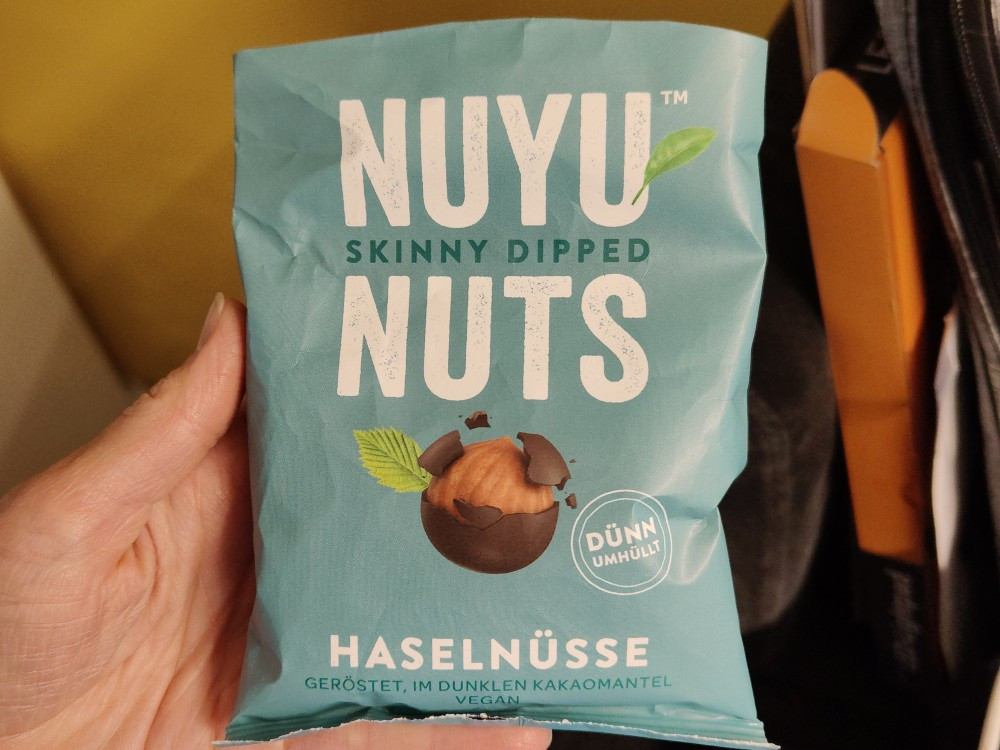 NUYU™
SKINNY DIPPED
NUTS
DÜNN
UMHÜLLT
HASELNÜSSE
GERÖSTET, IM DUNKLEN KAKAOMANTEL
VEGAN